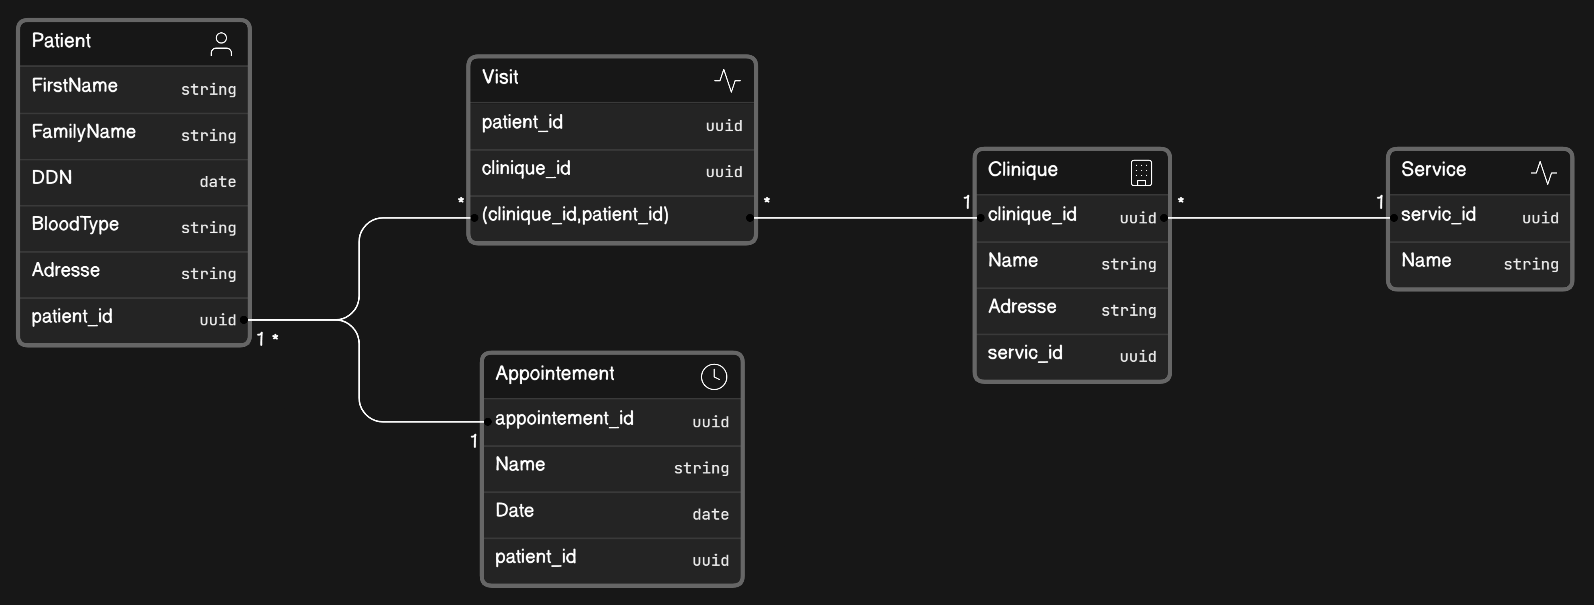 Patient
FirstName string
FamilyName string
DDN date
BloodType string
Adresse string
patient_id uuid
1 *
Visit
patient_id uuid
clinique_id uuid
* (clinique_id,patient_id) *
Appointement
appointement_id uuid
1
Name string
Date date
patient_id uuid
Clinique
1 clinique_id uuid *
Name string
Adresse string
servic_id uuid
Service
1 servic_id uuid
Name string